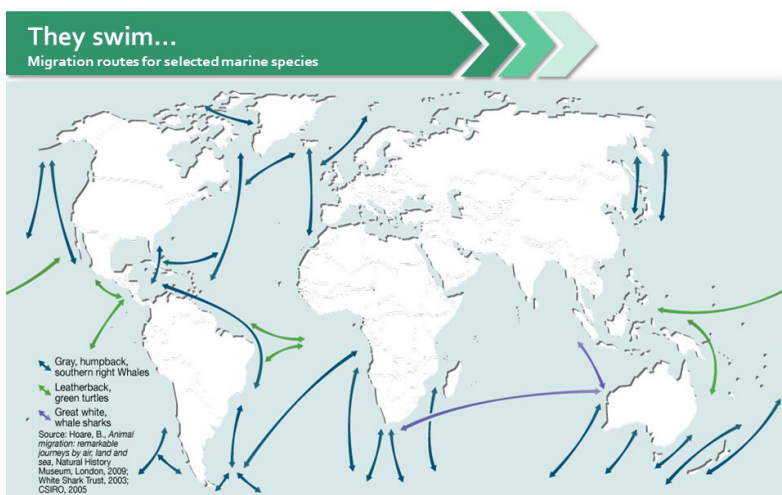 They swim...
Migration routes for selected marine species
Gray, humpback,
southern right Whales
Leatherback,
green turtles
Great white,
whale sharks
Source: Hoare, B., Animal
migration: remarkable
journeys by air, land and
sea, Natural History
Museum, London, 2009;
White Shark Trust, 2003;
CSIRO, 2005